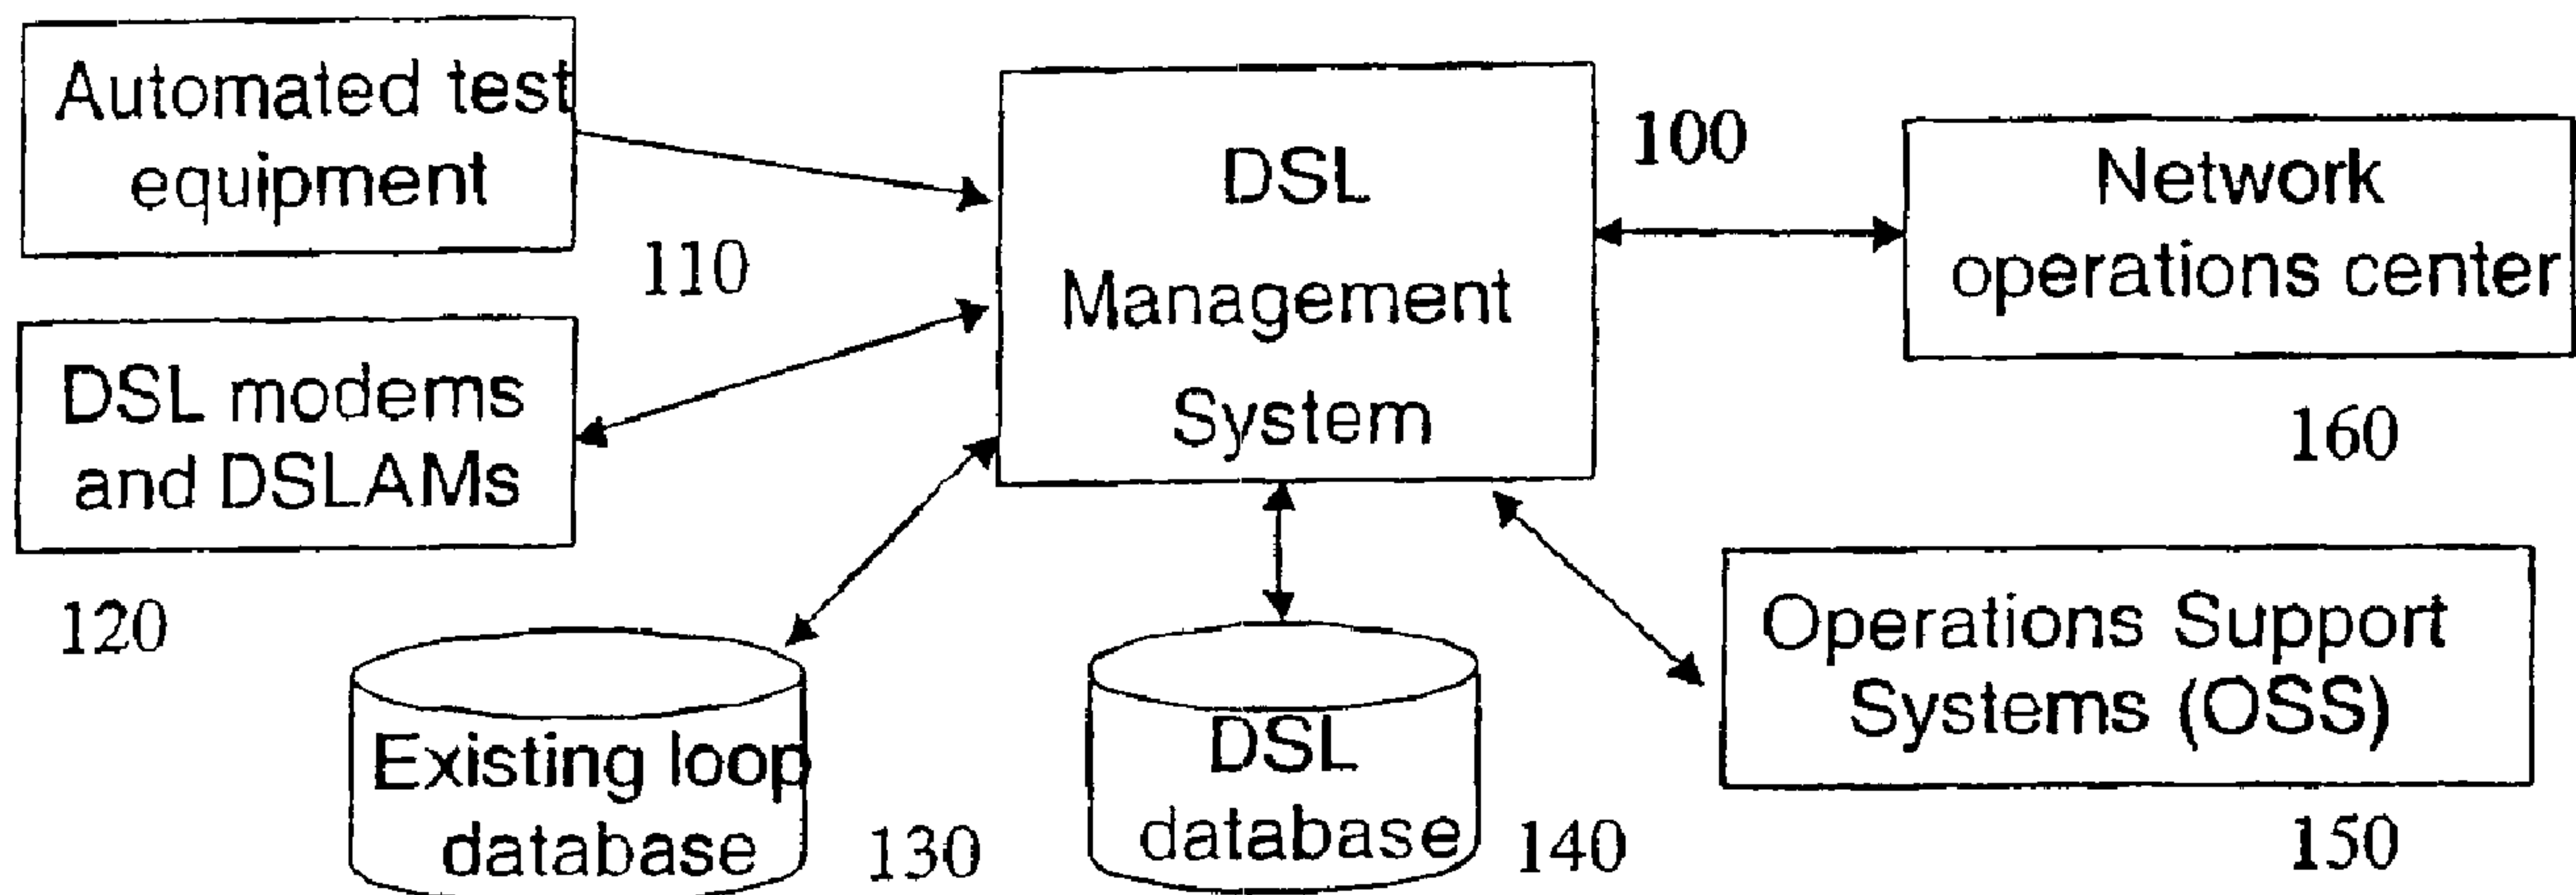 Automated test
equipment
110
DSL modems
and DSLAMs
120
DSL
Management
System
100
Network
operations center
160
Existing loop
database
130
DSL
database
140
Operations Support
Systems (OSS)
150